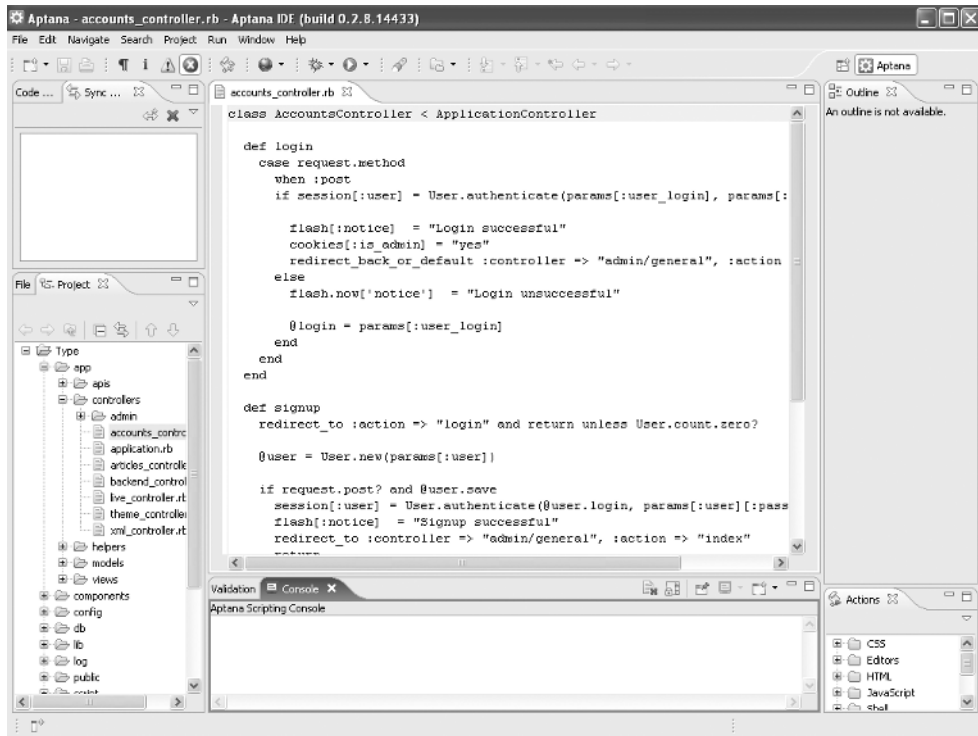 Aptana - accounts_controller.rb - Aptana IDE (build 0.2.8.14433)
File Edit Navigate Search Project Run Window Help
Aptana
Code ... Sync ...
accounts_controller.rb
Outline
An outline is not available.
class AccountsController < ApplicationController
def login
case request.method
when :post
if session[:user] = User.authenticate(params[:user_login], params[:
flash[:notice] = "Login successful"
cookies[:is_admin] = "yes"
redirect_back_or_default :controller => "admin/general", :action
else
flash.now['notice'] = "Login unsuccessful"
@login = params[:user_login]
end
end
end
def signup
redirect_to :action => "login" and return unless User.count.zero?
@user = User.new(params[:user])
if request.post? and @user.save
session[:user] = User.authenticate(@user.login, params[:user][:pass
flash[:notice] = "Signup successful"
redirect_to :controller => "admin/general", :action => "index"
return
File Project
Type
app
apis
controllers
admin
accounts_contrc
application.rb
articles_controlle
backend_control
live_controller.rb
theme_controller
xml_controller.rb
helpers
models
views
components
config
db
lib
log
public
script
Validation Console
Aptana Scripting Console
Actions
CSS
Editors
HTML
JavaScript
Shell